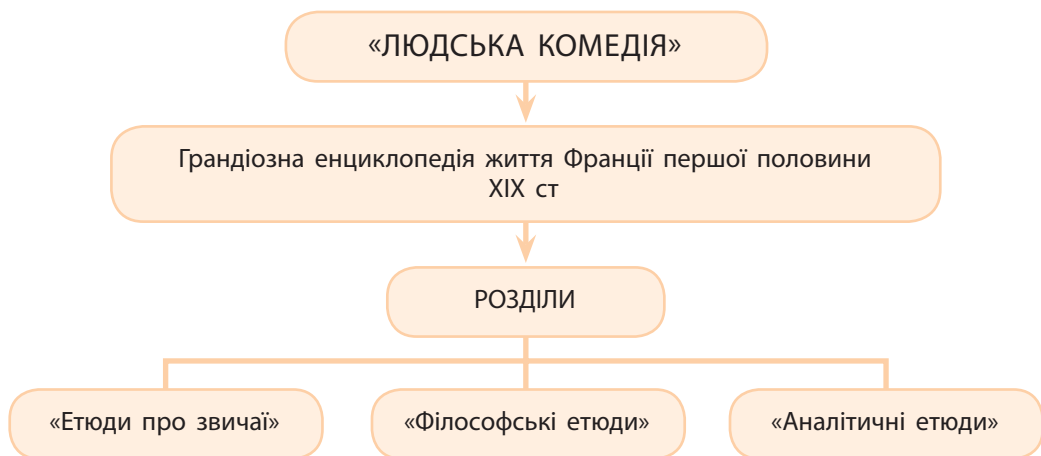 «ЛЮДСЬКА КОМЕДІЯ»
Грандіозна енциклопедія життя Франції першої половини
XIX ст
РОЗДІЛИ
«Етюди про звичаї»
«Філософські етюди»
«Аналітичні етюди»